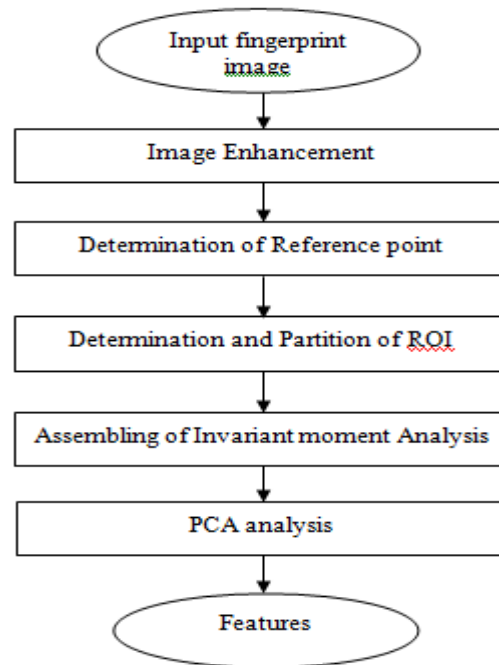 Input fingerprint
image
Image Enhancement
Determination of Reference point
Determination and Partition of ROI
Assembling of Invariant moment Analysis
PCA analysis
Features